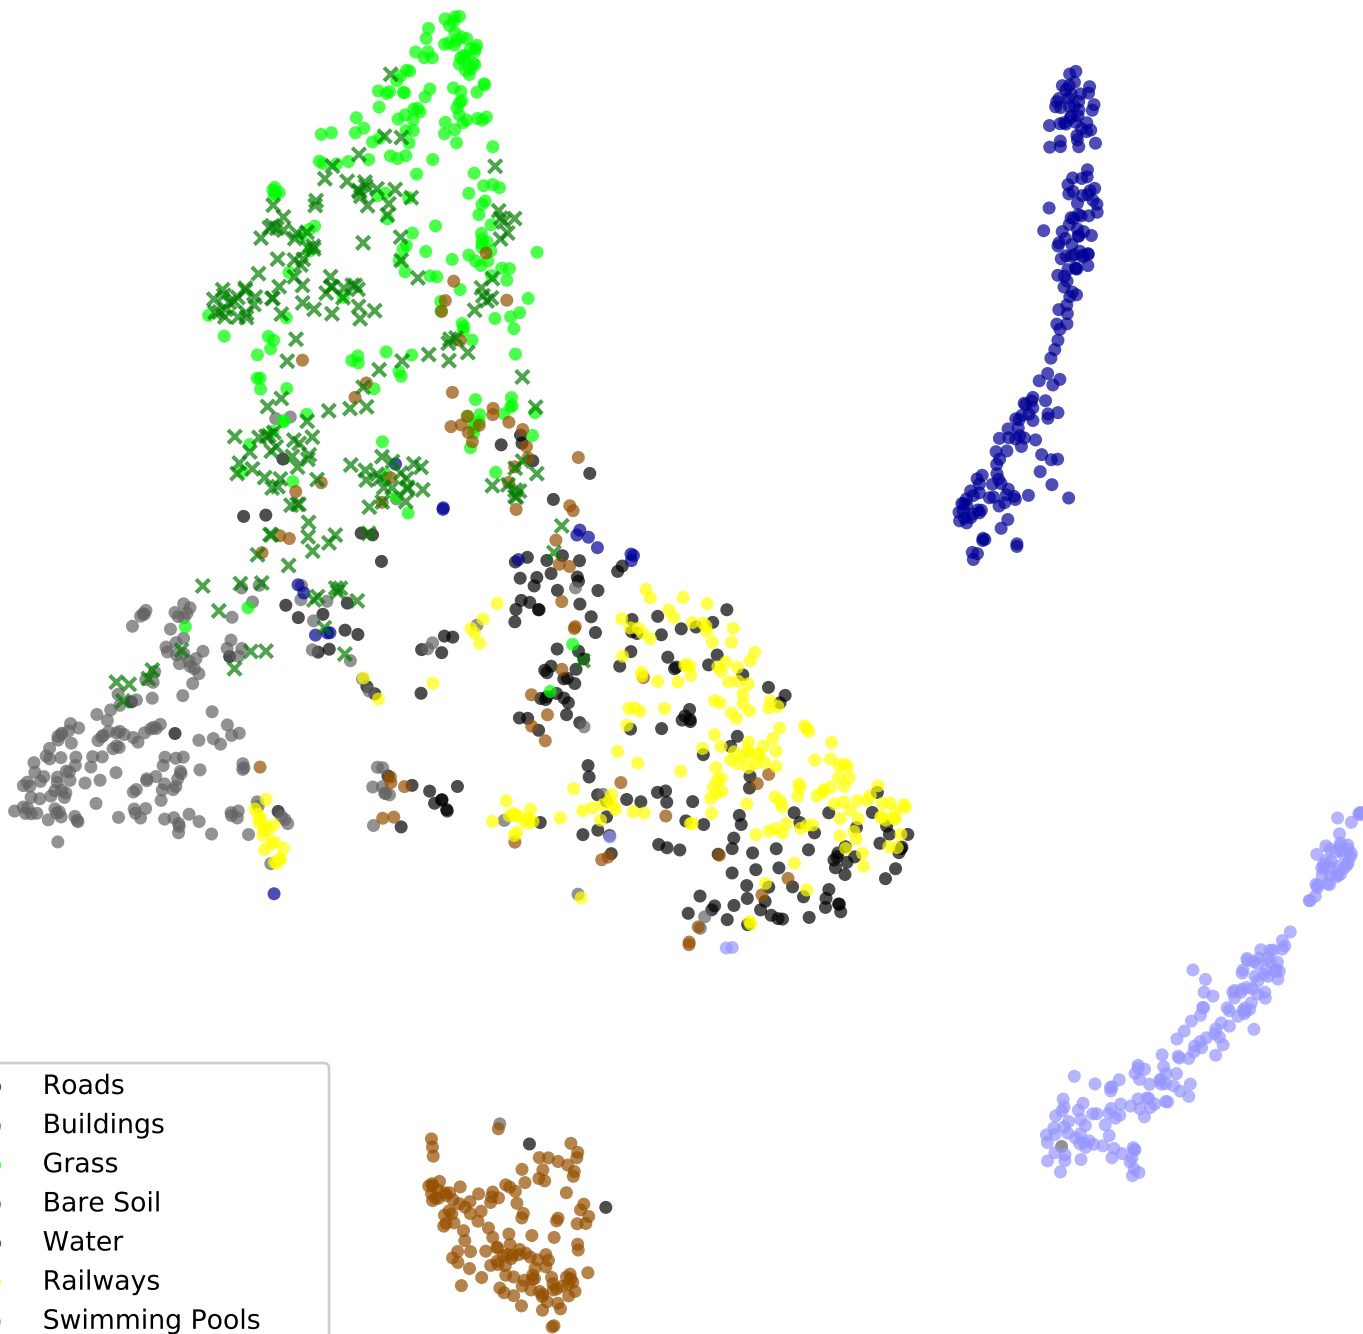 Roads
Buildings
Grass
Bare Soil
Water
Railways
Swimming Pools